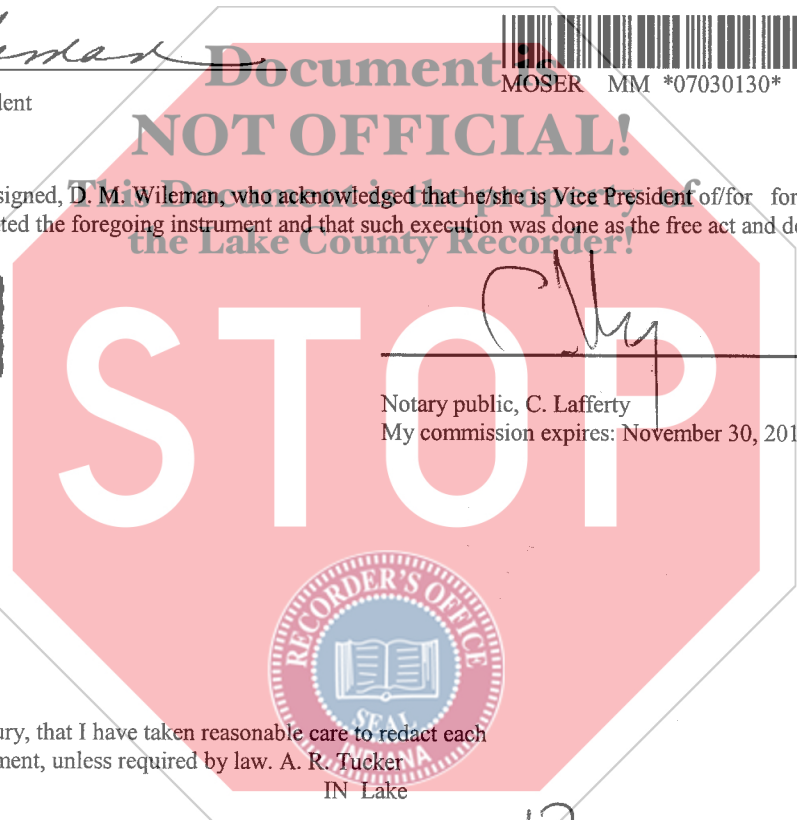 Document is
MOSER MM *07030130*
lent
NOT OFFICIAL!
This Document is the property of
signed, D. M. Wileman, who acknowledged that he/she is Vice President of/for for
ted the foregoing instrument and that such execution was done as the free act and de
the Lake County Recorder!
STOP
Notary public, C. Lafferty
My commission expires: November 30, 201
RECORDER'S OFFICE
SEAL
INDIANA
ury, that I have taken reasonable care to redact each
ment, unless required by law. A. R. Tucker
IN Lake